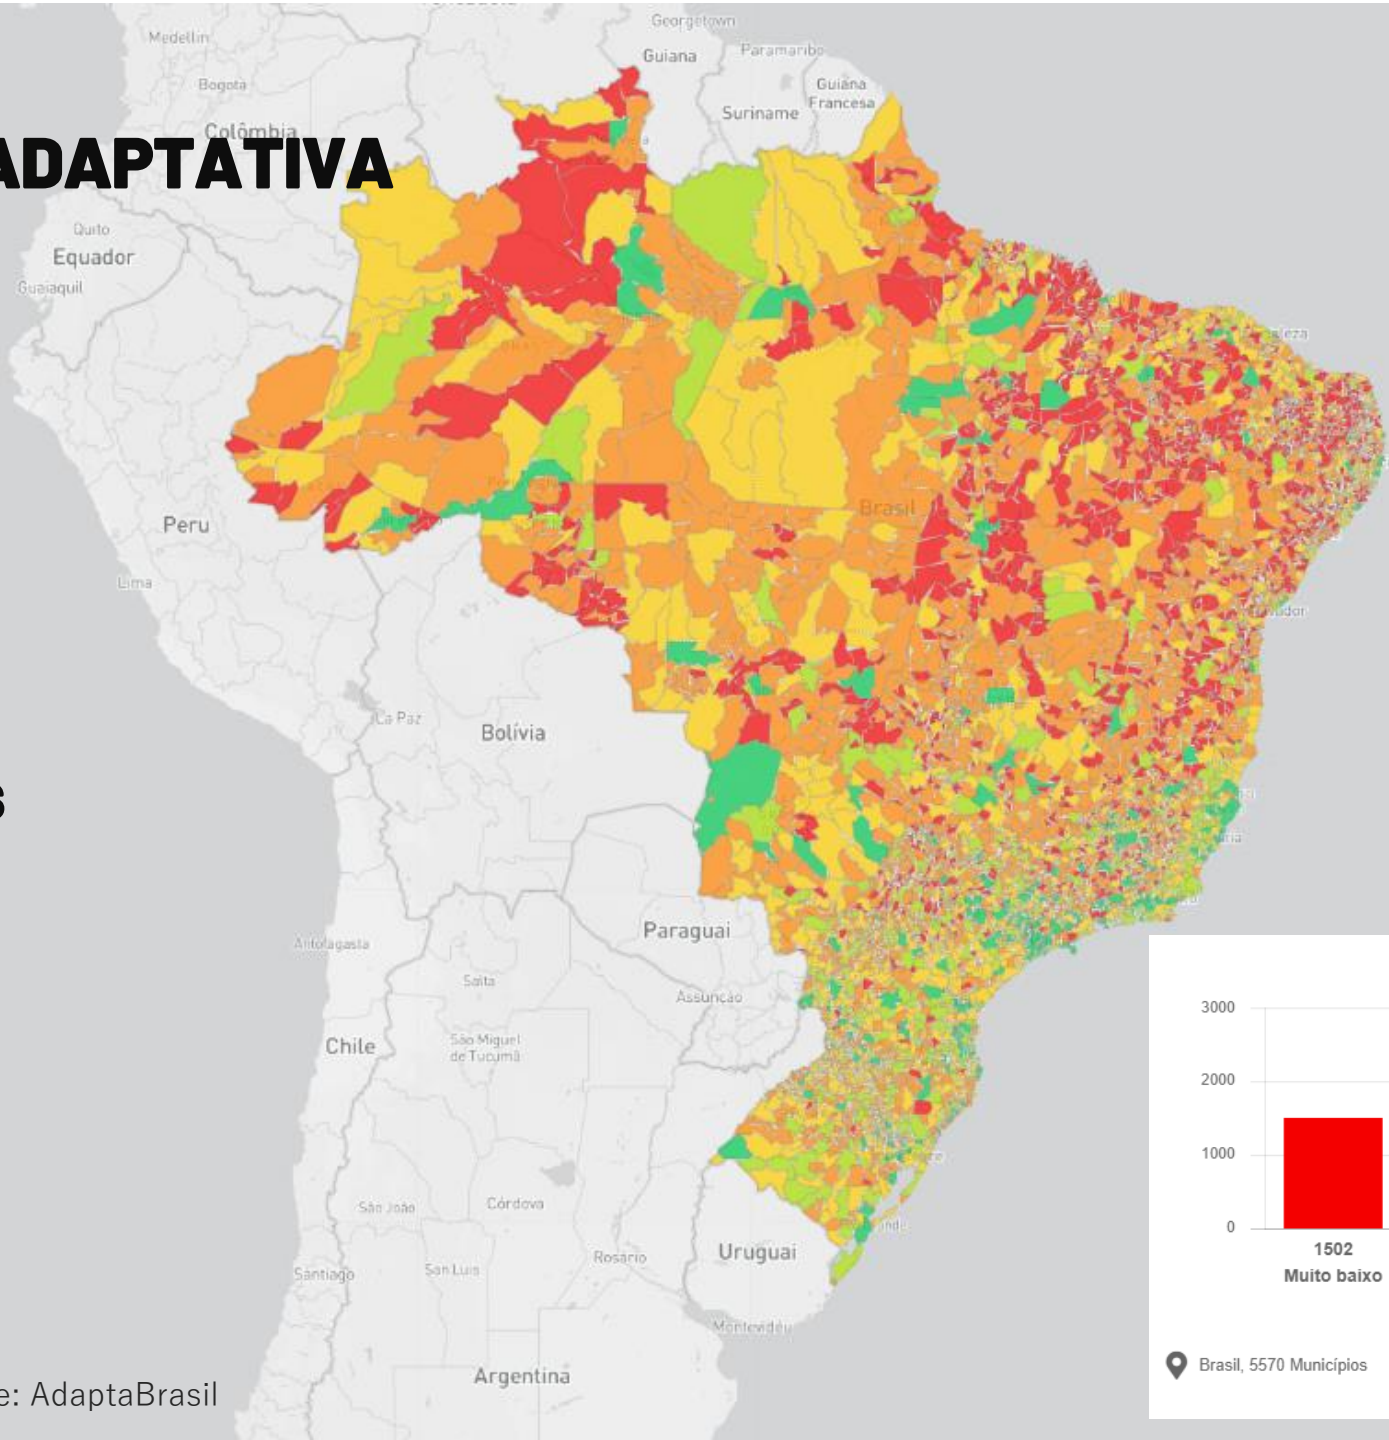 Georgetown
Medellín
Guiana
Paramaribo
Bogota
Guiana
Francesa
Suriname
Colômbia
ADAPTATIVA
Quito
Equador
Guaiaquil
Brasil
Peru
Lima
La Paz
Bolívia
S
Paraguai
Antofagasta
Salta
Assunção
Chile
São Miguel
de Tucumã
3000
2000
1000
0
1502
Muito baixo
São João
Córdova
Rosário
Uruguai
San Luis
Santiago
Montevidéu
Brasil, 5570 Municípios
Argentina
e: AdaptaBrasil